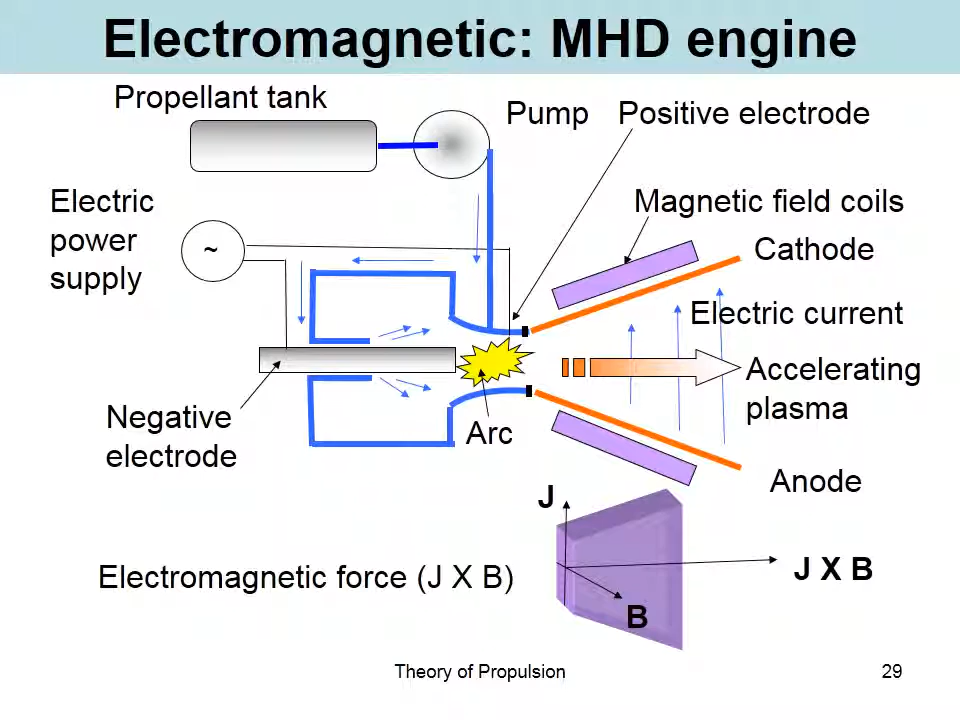 Electromagnetic: MHD engine
Propellant tank
Pump
Positive electrode
Electric
power
supply
~
Magnetic field coils
Cathode
Electric current
Accelerating
plasma
Negative
electrode
Arc
Anode
J
J X B
B
Electromagnetic force (J X B)
Theory of Propulsion
29